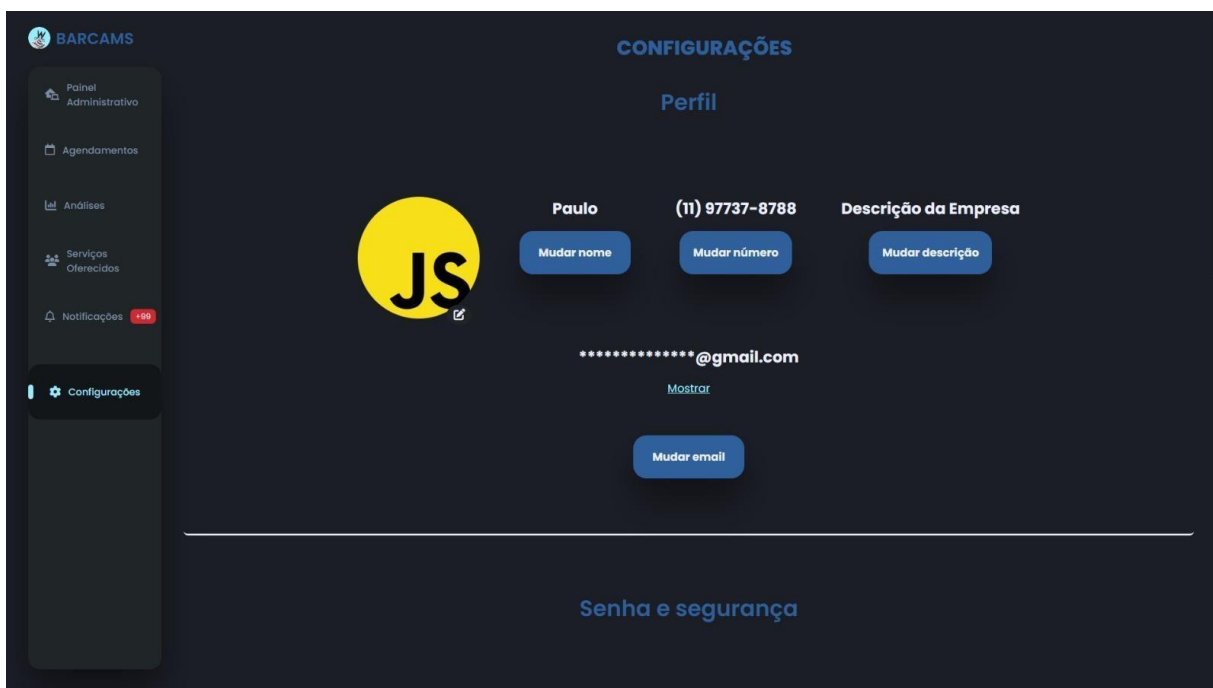 BARCAMS
CONFIGURAÇÕES
Painel
Administrativo
Perfil
Agendamentos
Análises
Paulo
(11) 97737-8788
Descrição da Empresa
Serviços
Oferecidos
Mudar nome
Mudar número
Mudar descrição
JS
Notificações +99
**************@gmail.com
Mostrar
Configurações
Mudar email
Senha e segurança